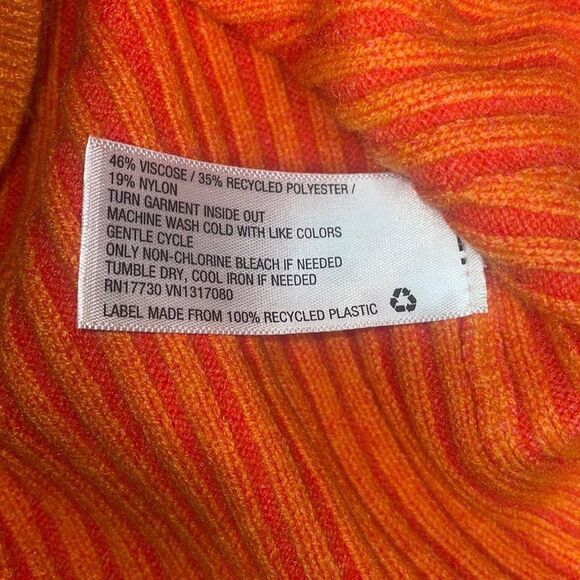 46% VISCOSE / 35% RECYCLED POLYESTER /
19% NYLON
TURN GARMENT INSIDE OUT
MACHINE WASH COLD WITH LIKE COLORS
GENTLE CYCLE
ONLY NON-CHLORINE BLEACH IF NEEDED
TUMBLE DRY, COOL IRON IF NEEDED
RN17730 VN1317080
LABEL MADE FROM 100% RECYCLED PLASTIC